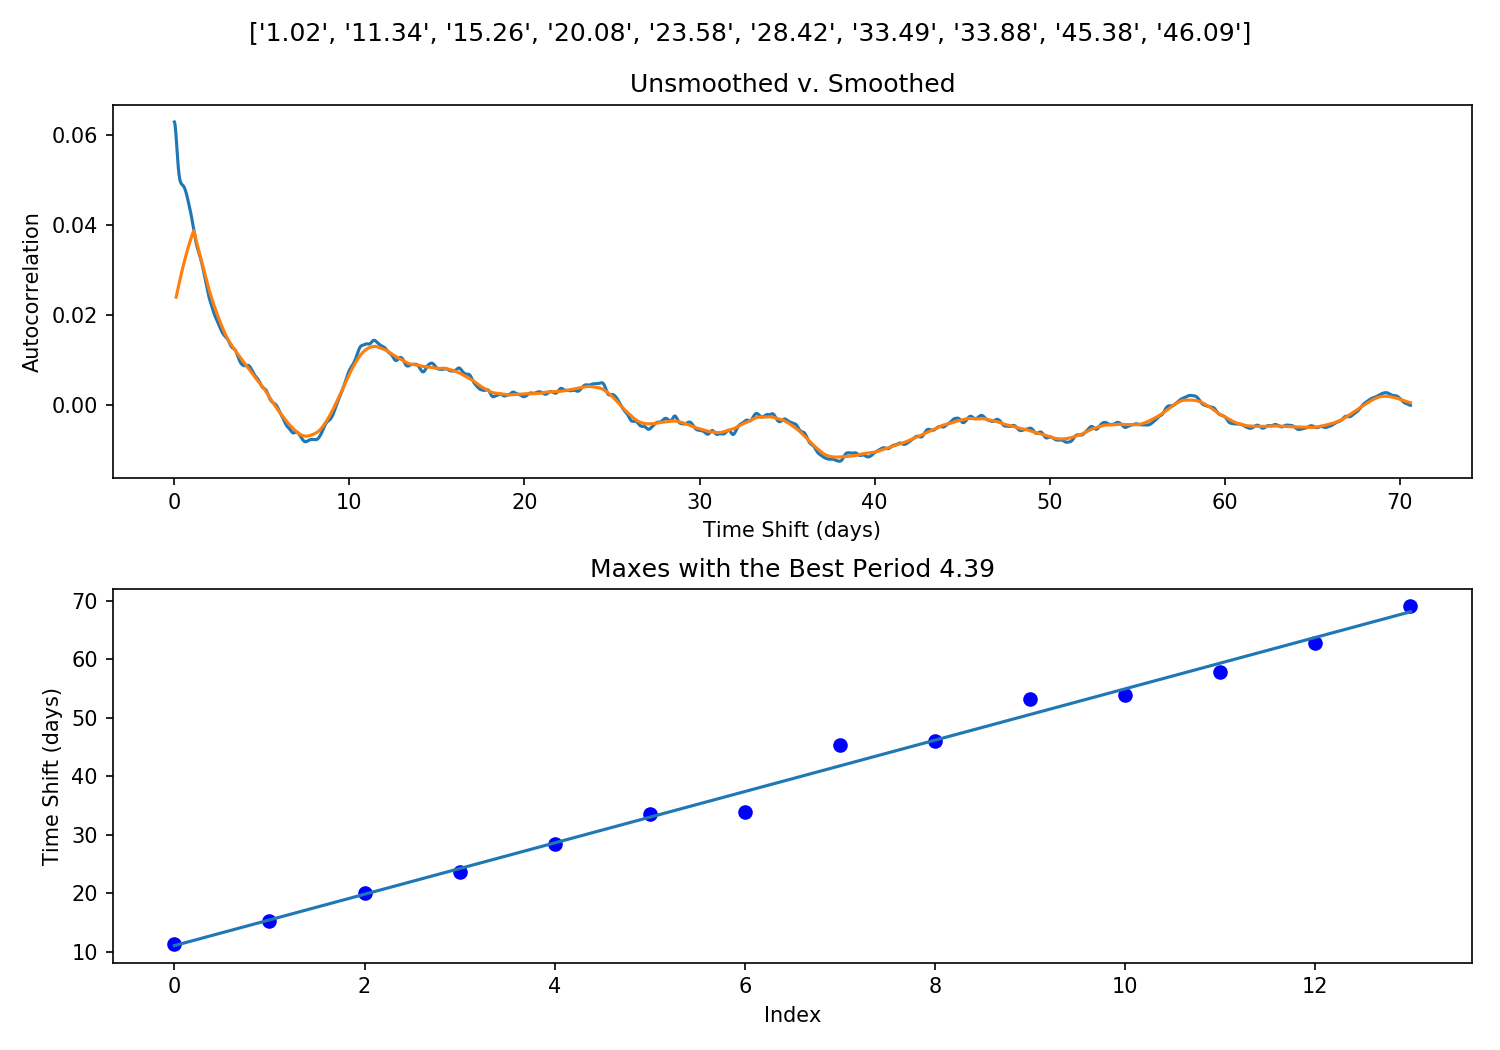 ['1.02', '11.34', '15.26', '20.08', '23.58', '28.42', '33.49', '33.88', '45.38', '46.09']
Unsmoothed v. Smoothed
Autocorrelation
0.06
0.04
0.02
0.00
0 10 20 30 40 50 60 70
Time Shift (days)
Maxes with the Best Period 4.39
Time Shift (days)
70
60
50
40
30
20
10
0 2 4 6 8 10 12
Index